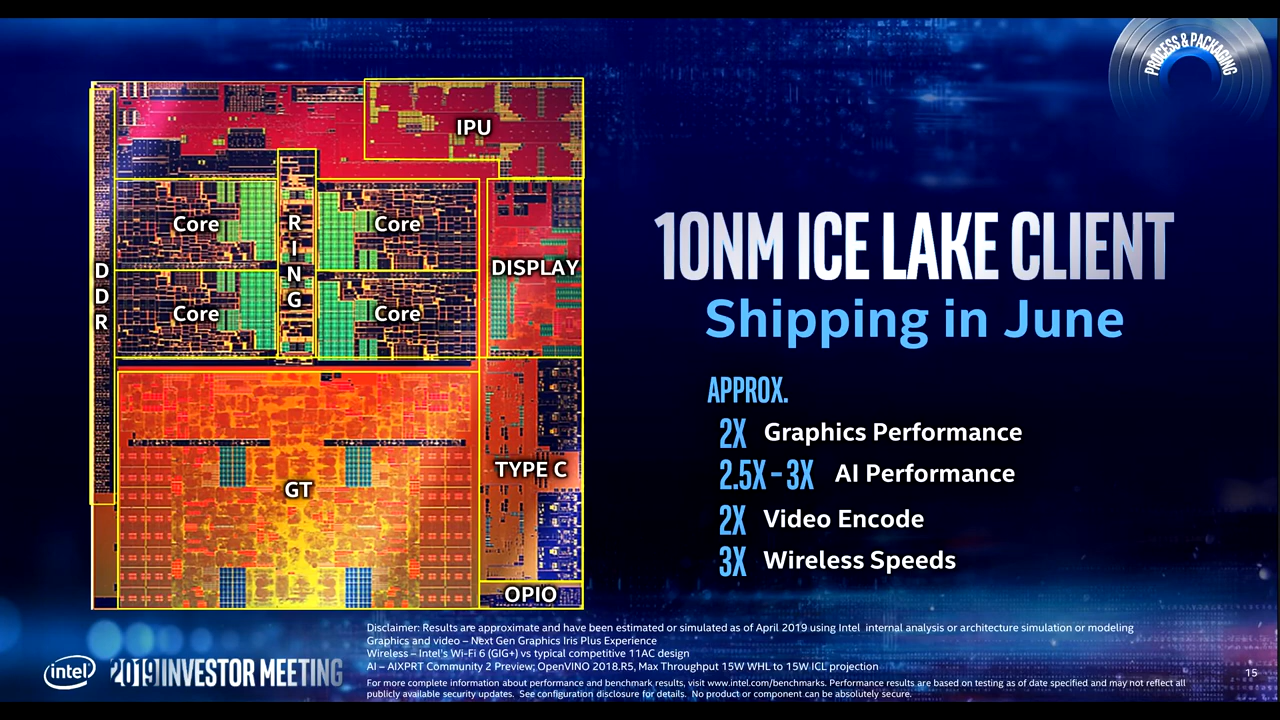 PROCESS & PACKAGING
IPU
Core
R
I
N
G
Core
DDR
DISPLAY
Core
Core
GT
TYPE C
OPIO
10NM ICE LAKE CLIENT
Shipping in June
APPROX.
2X Graphics Performance
2.5X – 3X AI Performance
2X Video Encode
3X Wireless Speeds
Disclaimer: Results are approximate and have been estimated or simulated as of April 2019 using Intel internal analysis or architecture simulation or modeling
Graphics and video – Next Gen Graphics Iris Plus Experience
Wireless – Intel's Wi-Fi 6 (GIG+) vs typical competitive 11AC design
AI – AIXPRT Community 2 Preview; OpenVINO 2018.R5, Max Throughput 15W WHL to 15W ICL projection
For more complete information about performance and benchmark results, visit www.intel.com/benchmarks. Performance results are based on testing as of date specified and may not reflect all
publicly available security updates. See configuration disclosure for details. No product or component can be absolutely secure.
intel 2019 INVESTOR MEETING
15